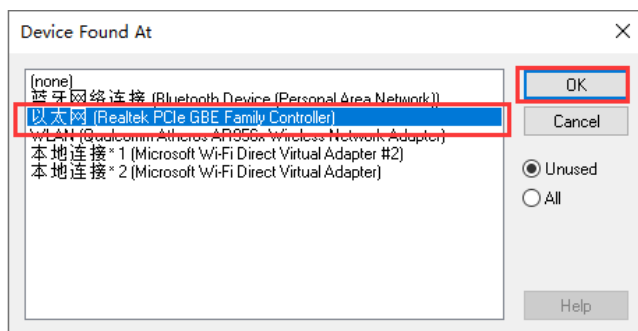 Device Found At
(none)
蓝牙网络连接 (Bluetooth Device (Personal Area Network))
以太网 (Realtek PCIe GBE Family Controller)
WLAN (Qualcomm Atheros AR956x Wireless Network Adapter)
本地连接* 1 (Microsoft Wi-Fi Direct Virtual Adapter #2)
本地连接* 2 (Microsoft Wi-Fi Direct Virtual Adapter)
OK
Cancel
Unused
All
Help